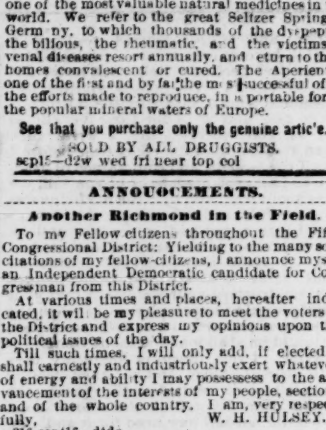 one of the most valuable natural medicines in
world. We refer to the great Seltzer Spring
Germ ny, to which thousands of the dyspep
the bilious, the rheumatic, a d the victims
venal diseases resort annually, and eturn to th
homes convalescent or cured. The Aperien
one of the first and by far the m s successful of
the efforts made to reproduce, in a portable for
the popular mineral waters of Europe.
See that you purchase only the genuine artic'e.
SOLD BY ALL DRUGGISTS.
sep15—d2w wed fri near top col
ANNOUOCEMENTS.
Another Richmond in the Field.
To my Fellow citizens throughout the Fif
Congressional District: Yielding to the many so
citations of my fellow-citizens, I announce mys
an Independent Democratic candidate for Co
gressman from this District.
At various times and places, hereafter ind
cated, it will be my pleasure to meet the voters
the District and express my opinious upon t
political issues of the day.
Till such times, I will only add, if elected
shall earnestly and industriously exert whateve
of energy and ability I may possessess to the a
vancement of the interests of my people, sectio
and of the whole country. I am, very respec
fully, W. H. HULSEY.